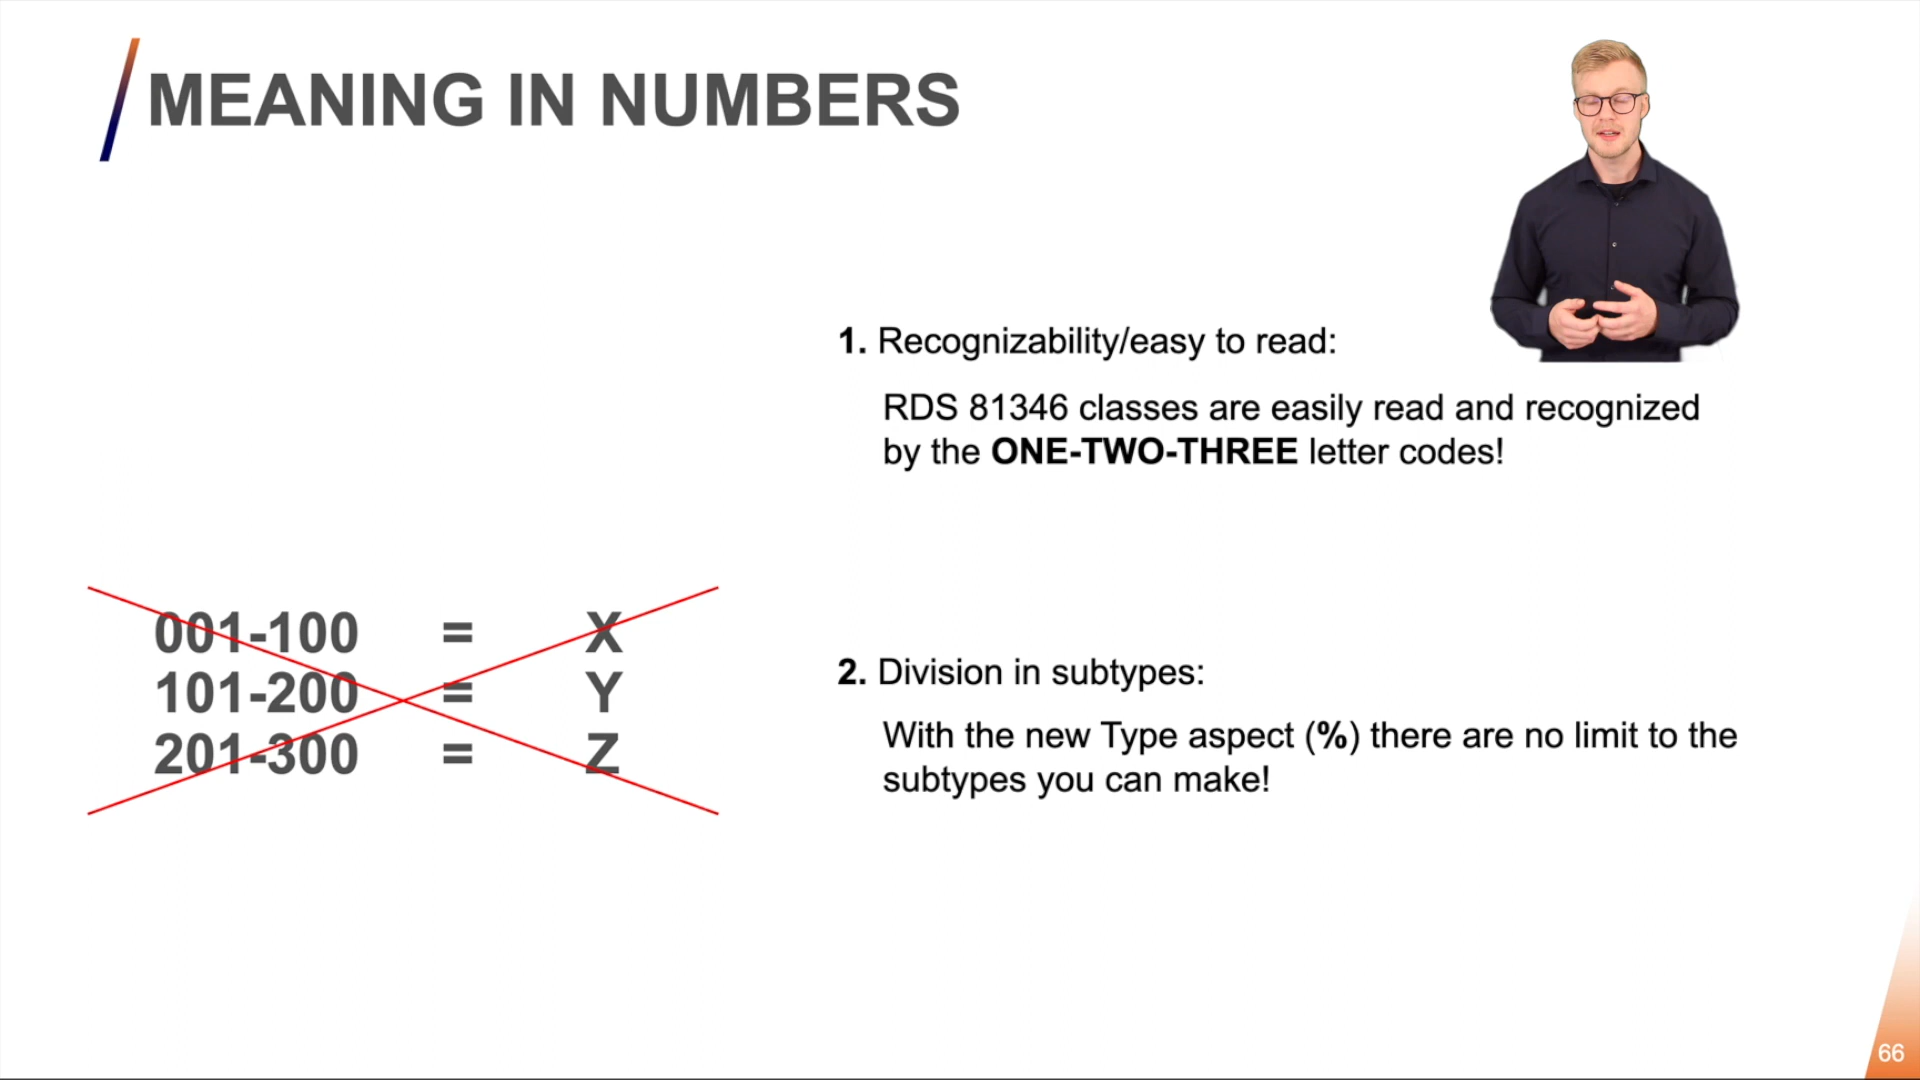 MEANING IN NUMBERS
1. Recognizability/easy to read:
RDS 81346 classes are easily read and recognized
by the ONE-TWO-THREE letter codes!
001-100 = X
101-200 = Y
201-300 = Z
2. Division in subtypes:
With the new Type aspect (%) there are no limit to the
subtypes you can make!
66